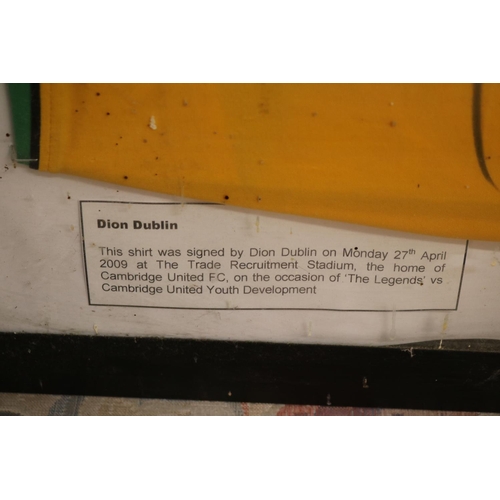 Dion Dublin
This shirt was signed by Dion Dublin on Monday 27th April
2009 at The Trade Recruitment Stadium, the home of
Cambridge United FC, on the occasion of 'The Legends' vs
Cambridge United Youth Development